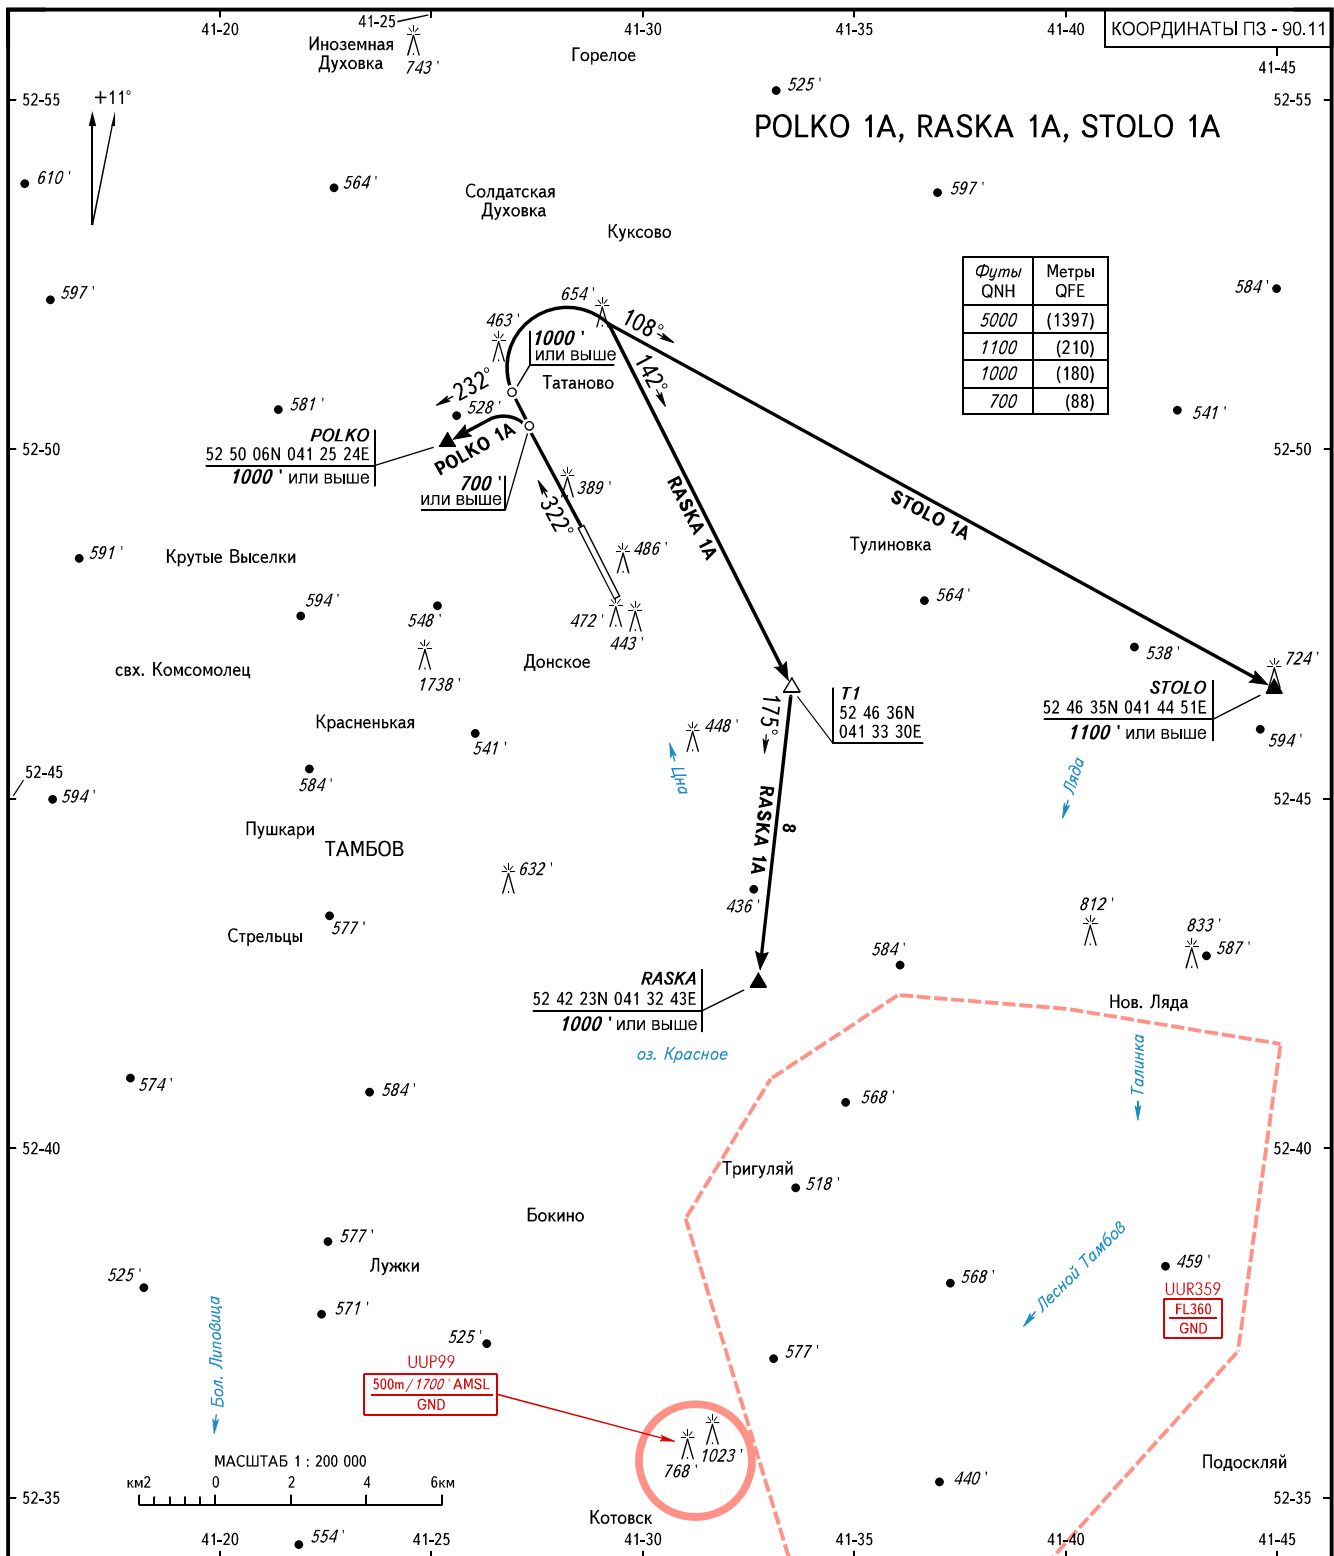 41-20
41-25
41-30
41-35
41-40
КООРДИНАТЫ ПЗ - 90.11
41-45
Иноземная
Духовка
743'
Горелое
52-55
+11°
525'
52-55
POLKO 1A, RASKA 1A, STOLO 1A
610'
564'
Солдатская
Духовка
597'
Куксово
Футы
QNH
Метры
QFE
5000 (1397)
1100 (210)
1000 (180)
700 (88)
597'
584'
654'
463'
108°
1000'
или выше
142°
Татаново
232°
581'
528'
541'
POLKO
52 50 06N 041 25 24E
1000' или выше
POLKO 1A
52-50
52-50
700'
или выше
389'
322°
RASKA 1A
STOLO 1A
591'
Крутые Выселки
486'
Тулиновка
594'
548'
472'
443'
564'
свх. Комсомолец
1738'
Донское
538'
724'
STOLO
52 46 35N 041 44 51E
1100' или выше
T1
52 46 36N
041 33 30E
175°
Красненькая
541'
448'
594'
584'
Цна
Ляда
52-45
594'
52-45
Пушкари
ТАМБОВ
RASKA 1A
8
632'
436'
577'
Стрельцы
812'
833'
587'
584'
RASKA
52 42 23N 041 32 43E
1000' или выше
Нов. Ляда
оз. Красное
Талинка
574'
584'
568'
52-40
52-40
Тригуляй
518'
Бокино
577'
Лужки
Лесной Тамбов
525'
568'
459'
UUR359
FL360
GND
571'
Бол. Липовица
525'
577'
UUP99
500m/1700' AMSL
GND
768'
1023'
МАСШТАБ 1 : 200 000
км2 0 2 4 6км
Подоскляй
440'
52-35
52-35
Котовск
554'
41-20
41-25
41-30
41-35
41-40
41-45